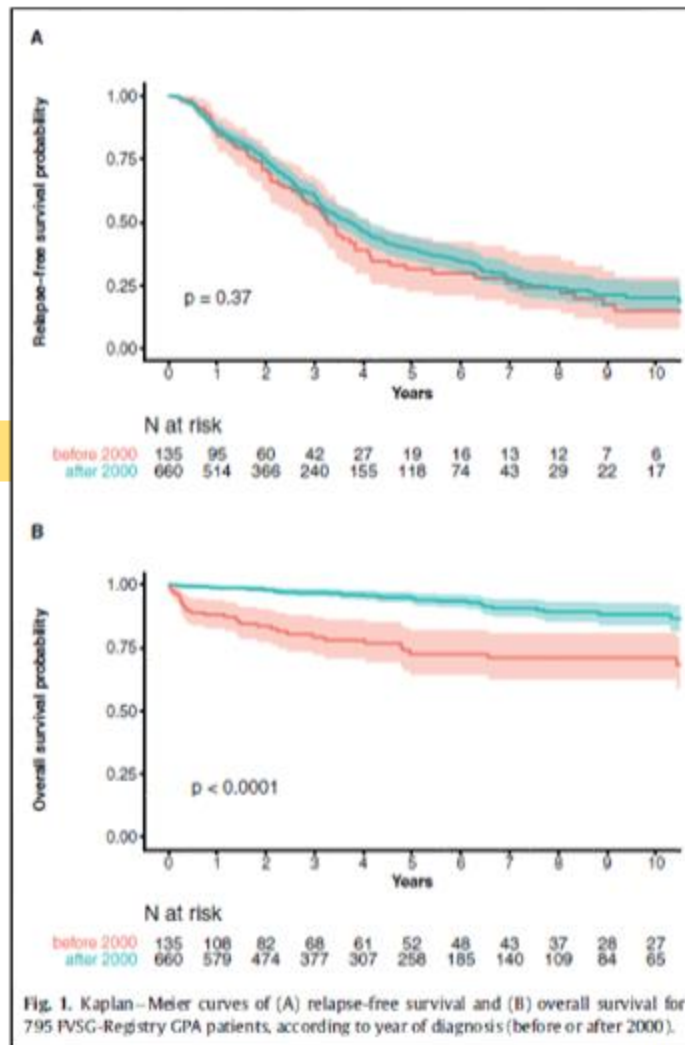 A
Relapse-free survival probability
1.00
0.75
0.50
0.25
0.00
p = 0.37
0 1 2 3 4 5 6 7 8 9 10
Years
N at risk
before 2000 135 95 60 42 27 19 16 13 12 7 6
after 2000 660 514 366 240 155 118 74 43 29 22 17
B
Overall survival probability
1.00
0.75
0.50
0.25
0.00
p < 0.0001
0 1 2 3 4 5 6 7 8 9 10
Years
N at risk
before 2000 135 108 82 68 61 52 48 43 37 28 27
after 2000 660 579 474 377 307 258 185 140 109 84 65
Fig. 1. Kaplan–Meier curves of (A) relapse-free survival and (B) overall survival for
795 FVSG-Registry GPA patients, according to year of diagnosis (before or after 2000).